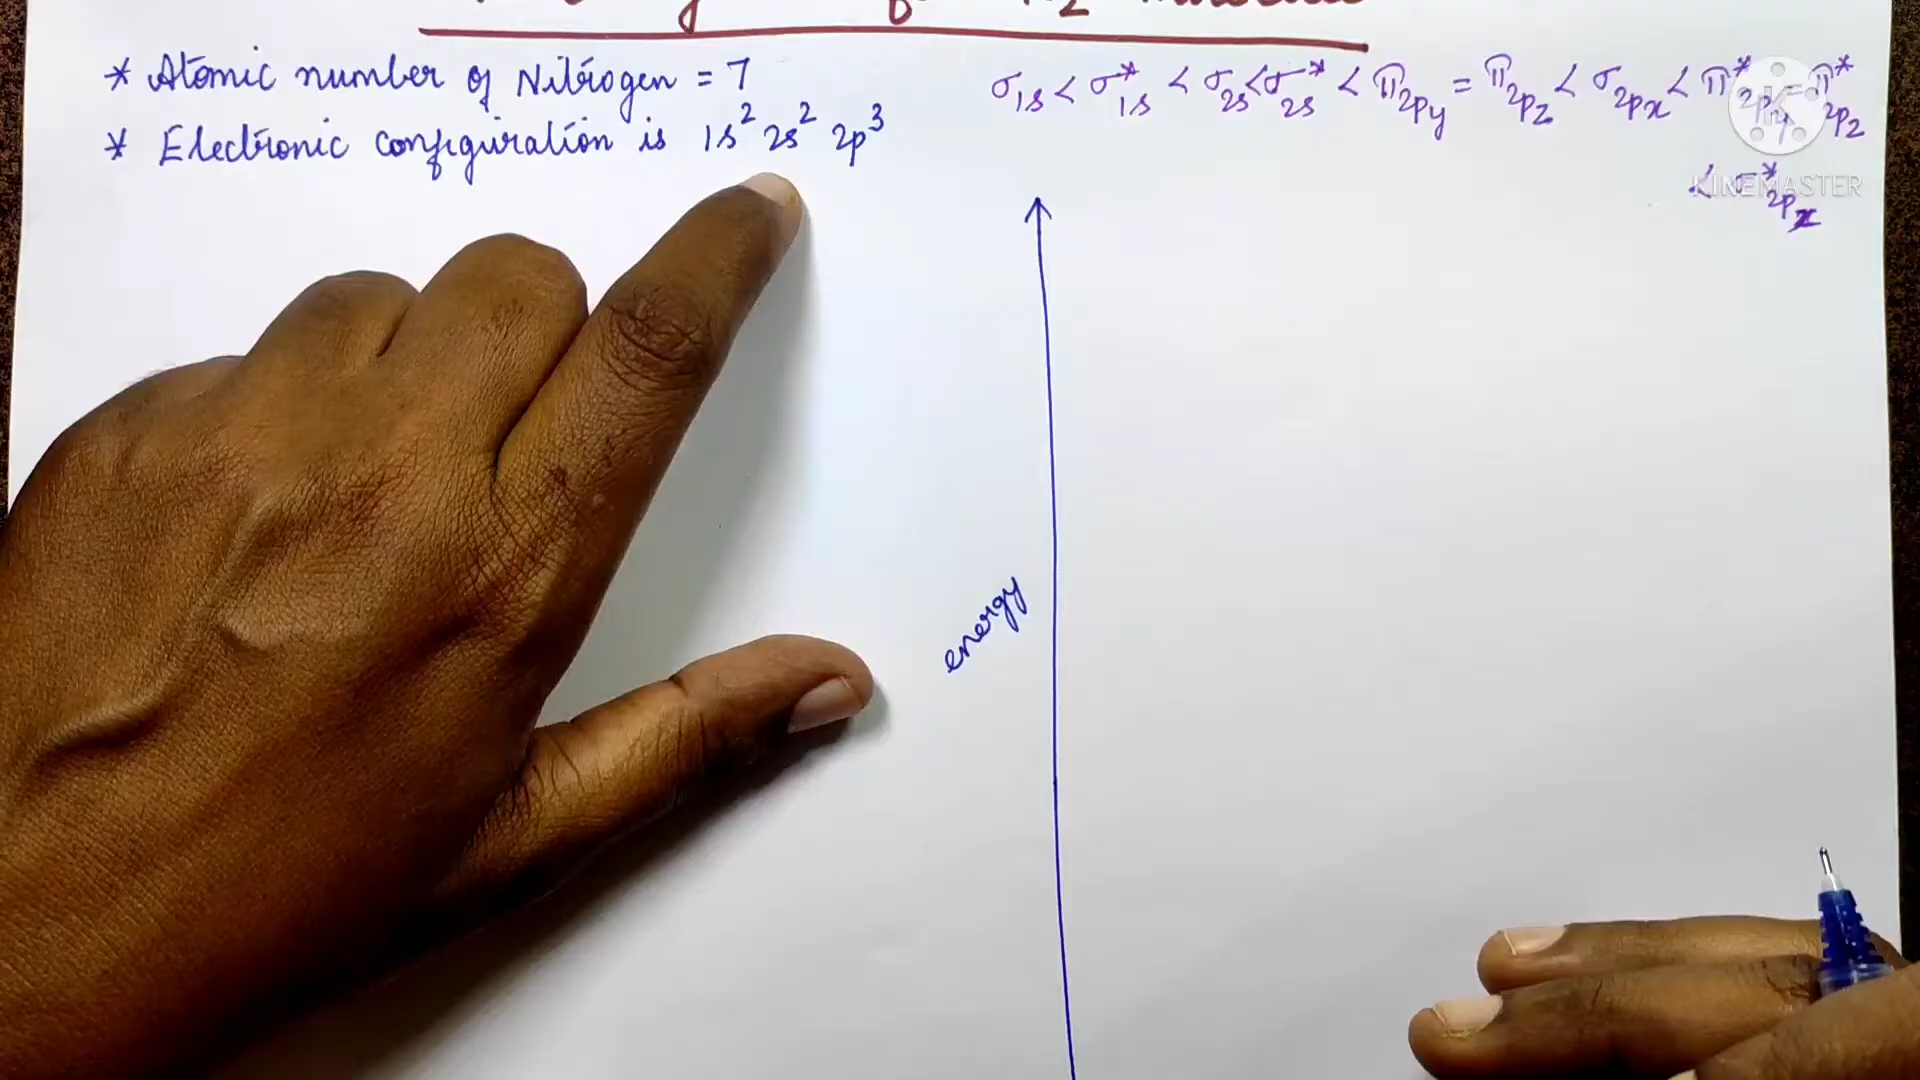 * Atomic number of Nitrogen = 7
* Electronic configuration is 1s² 2s² 2p³
σ1s < σ*1s < σ2s < σ*2s < π2py = π2pz < σ2px < π*2py = π*2pz
< σ*2px
energy
KINEMASTER